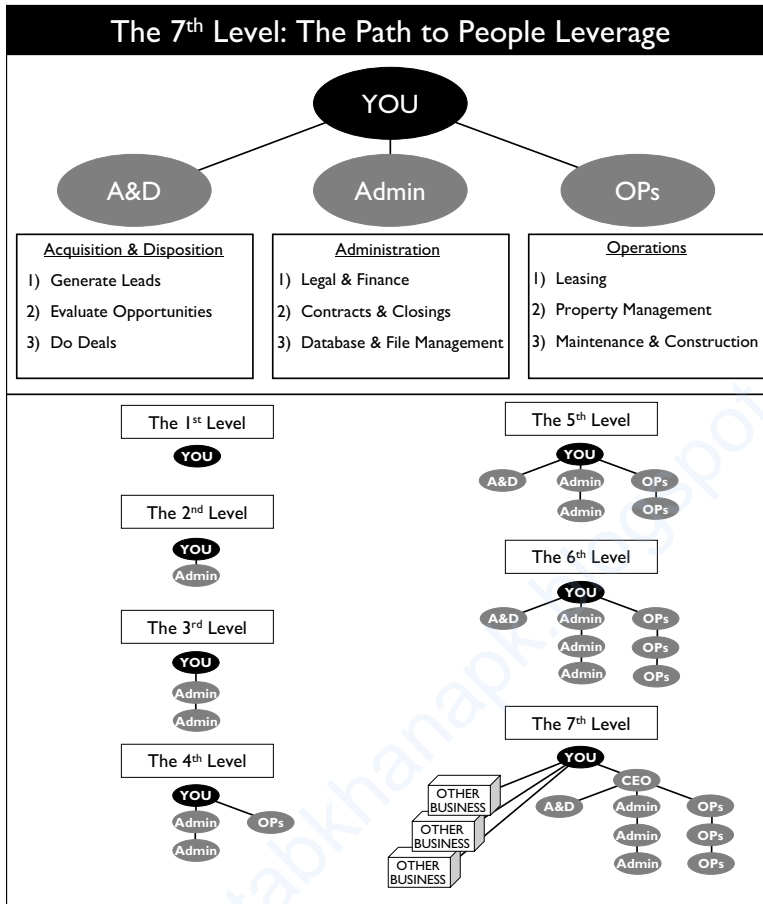 The 7th Level: The Path to People Leverage
YOU
A&D
Admin
OPs
Acquisition & Disposition
1) Generate Leads
2) Evaluate Opportunities
3) Do Deals
Administration
1) Legal & Finance
2) Contracts & Closings
3) Database & File Management
Operations
1) Leasing
2) Property Management
3) Maintenance & Construction
The 1st Level
YOU
The 2nd Level
YOU
Admin
The 3rd Level
YOU
Admin
Admin
The 4th Level
YOU
Admin
OPs
Admin
The 5th Level
YOU
A&D
Admin
OPs
Admin
OPs
The 6th Level
YOU
A&D
Admin
OPs
Admin
OPs
Admin
OPs
The 7th Level
YOU
CEO
OTHER
BUSINESS
OTHER
BUSINESS
OTHER
BUSINESS
A&D
Admin
OPs
Admin
OPs
Admin
OPs
tabkhanapk.blogspot